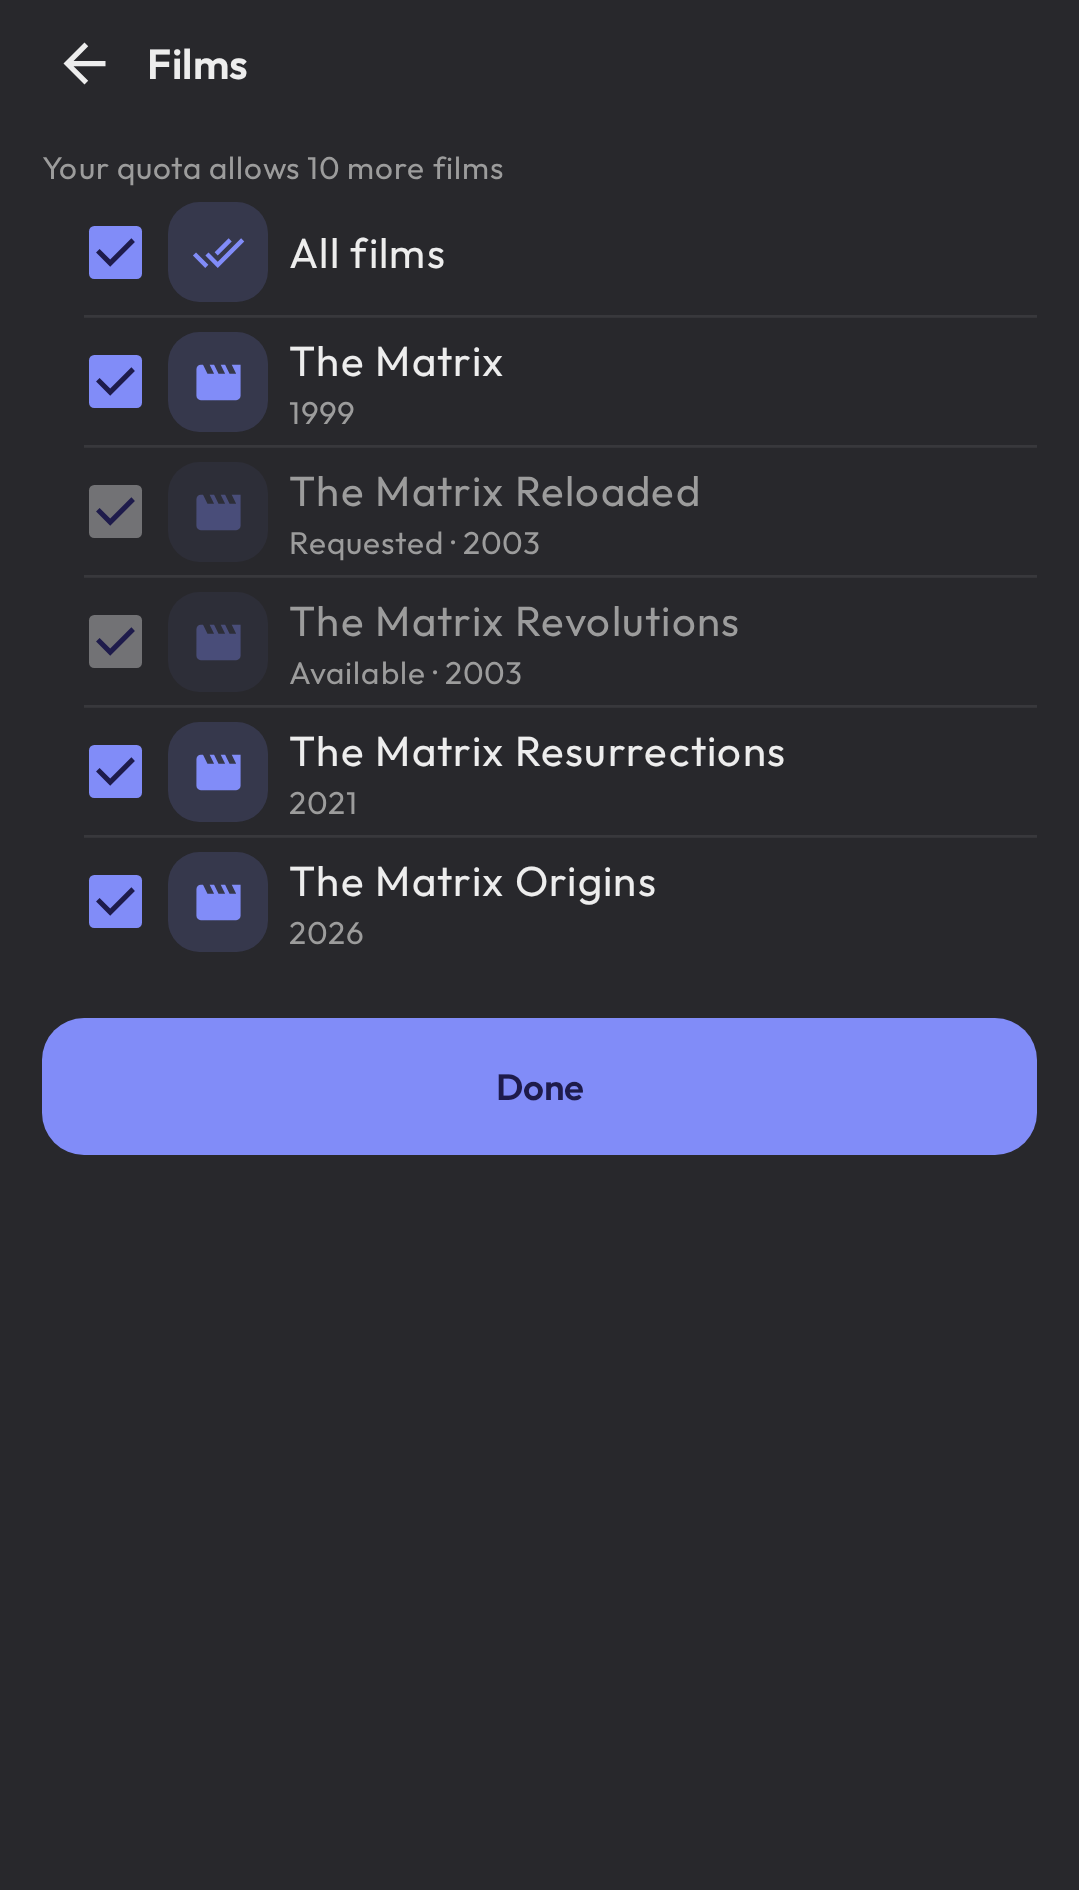 Films
Your quota allows 10 more films
All films
The Matrix
1999
The Matrix Reloaded
Requested · 2003
The Matrix Revolutions
Available · 2003
The Matrix Resurrections
2021
The Matrix Origins
2026
Done